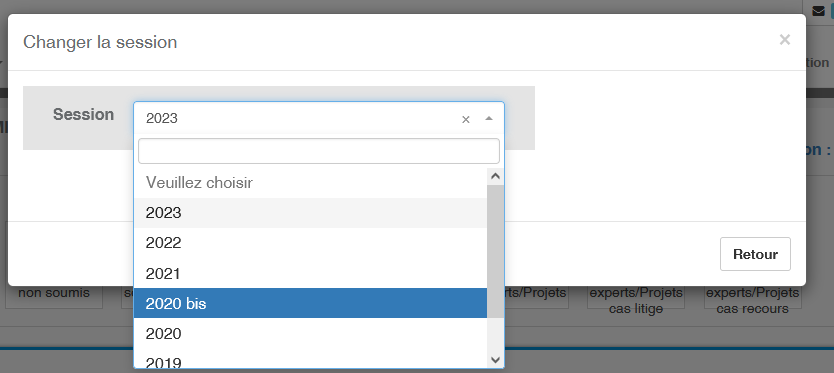 Changer la session
×
tion
Session
2023
×
on :
Veuillez choisir
2023
2022
2021
2020 bis
2020
2019
Retour
non soumis
rts/Projets
experts/Projets
cas litige
experts/Projets
cas recours